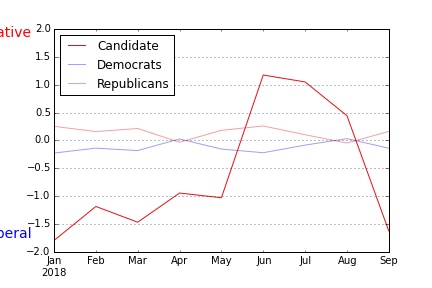 ative
2.0
1.5
1.0
0.5
0.0
−0.5
−1.0
−1.5
−2.0
beral
Candidate
Democrats
Republicans
Jan Feb Mar Apr May Jun Jul Aug Sep
2018